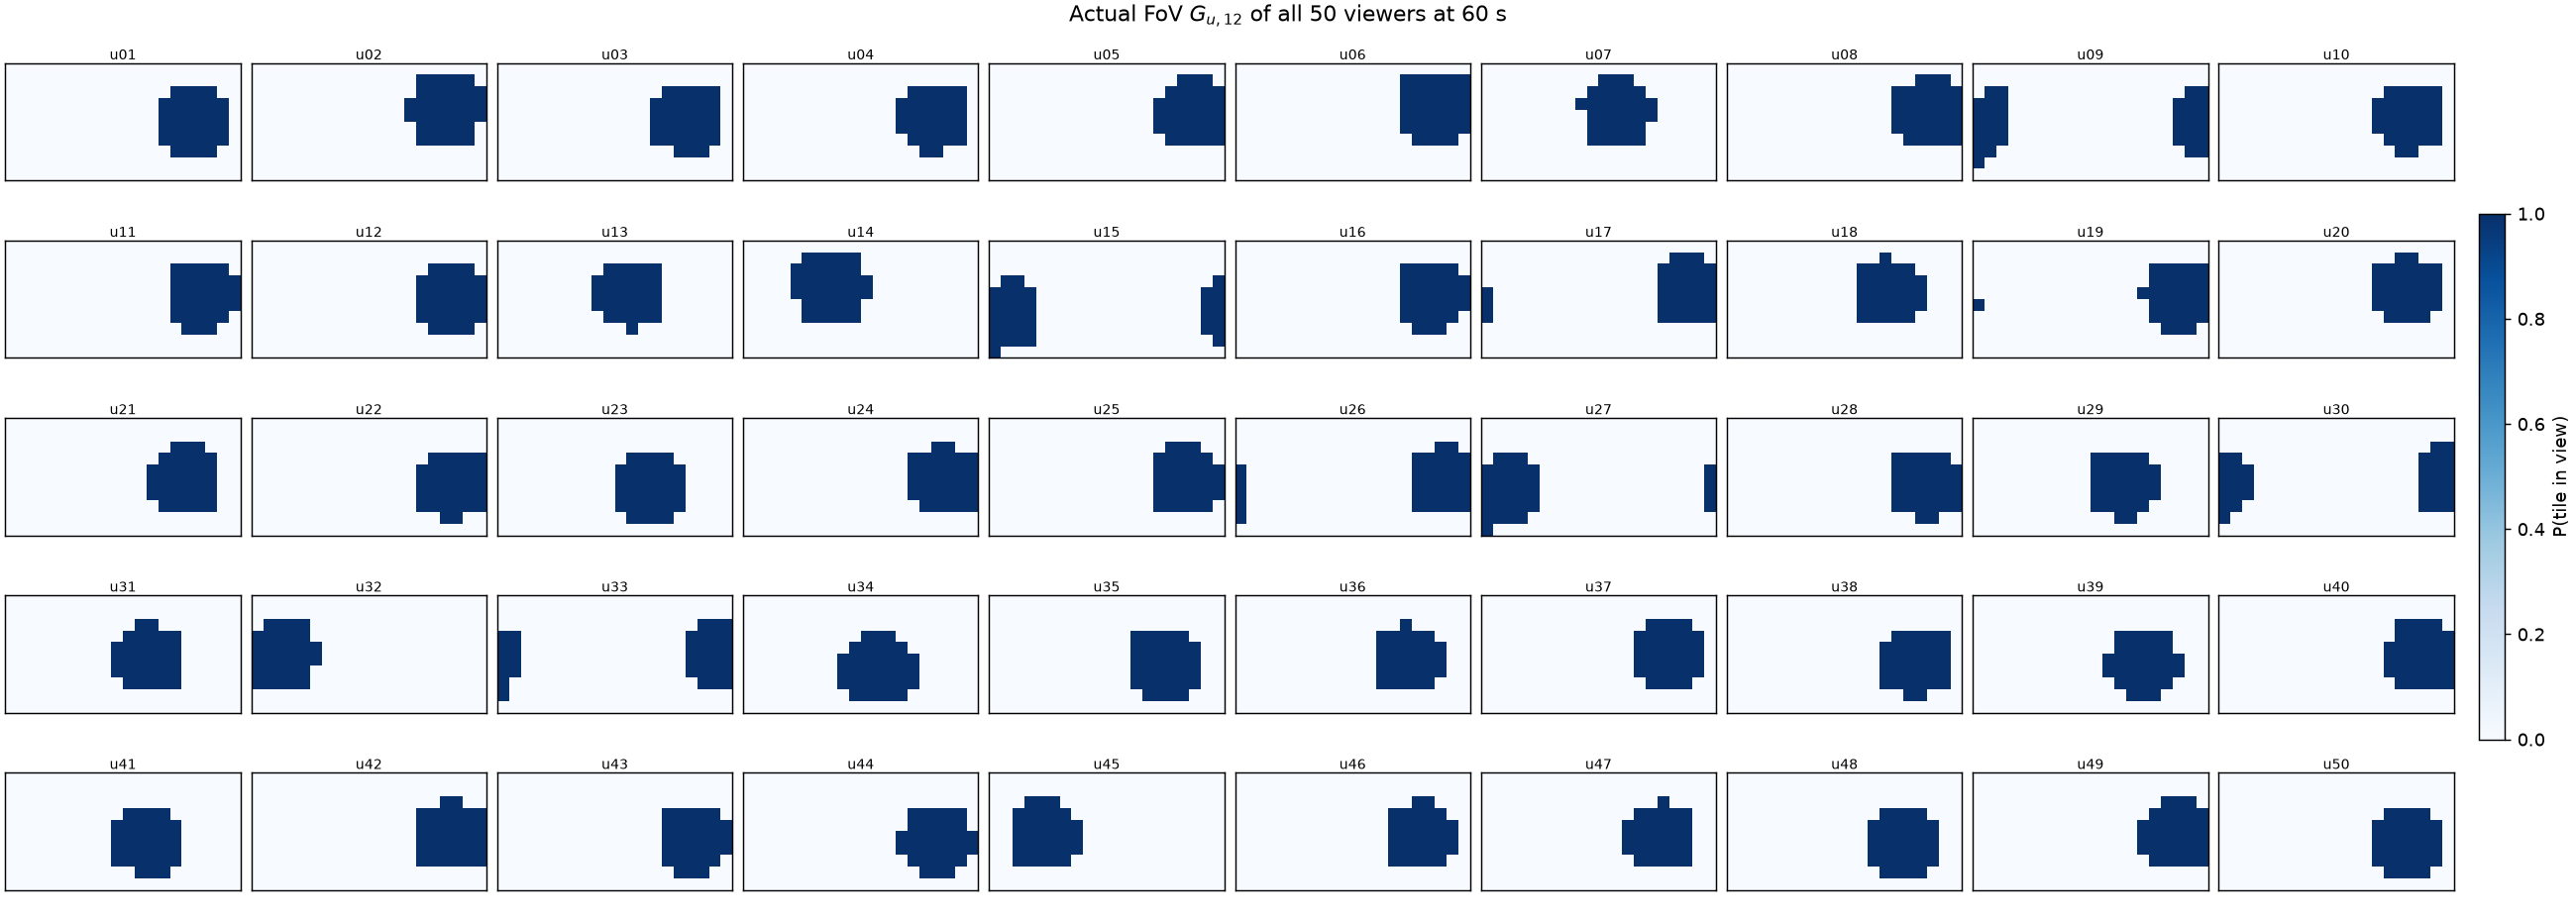 Actual FoV G_{u,12} of all 50 viewers at 60 s
u01 u02 u03 u04 u05 u06 u07 u08 u09 u10
u11 u12 u13 u14 u15 u16 u17 u18 u19 u20
u21 u22 u23 u24 u25 u26 u27 u28 u29 u30
u31 u32 u33 u34 u35 u36 u37 u38 u39 u40
u41 u42 u43 u44 u45 u46 u47 u48 u49 u50
1.0
0.8
0.6
0.4
0.2
0.0
P(tile in view)